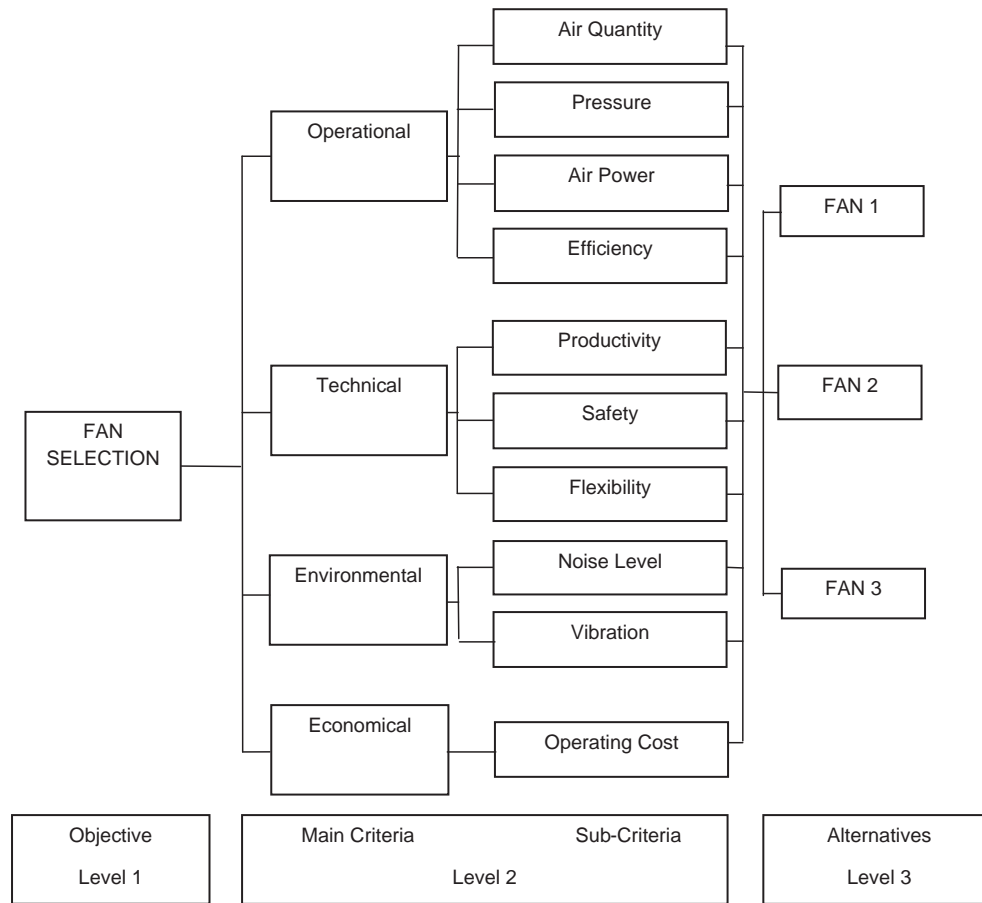 FAN
SELECTION
Operational
Technical
Environmental
Economical
Air Quantity
Pressure
Air Power
Efficiency
Productivity
Safety
Flexibility
Noise Level
Vibration
Operating Cost
FAN 1
FAN 2
FAN 3
Objective
Level 1
Main Criteria Sub-Criteria
Level 2
Alternatives
Level 3